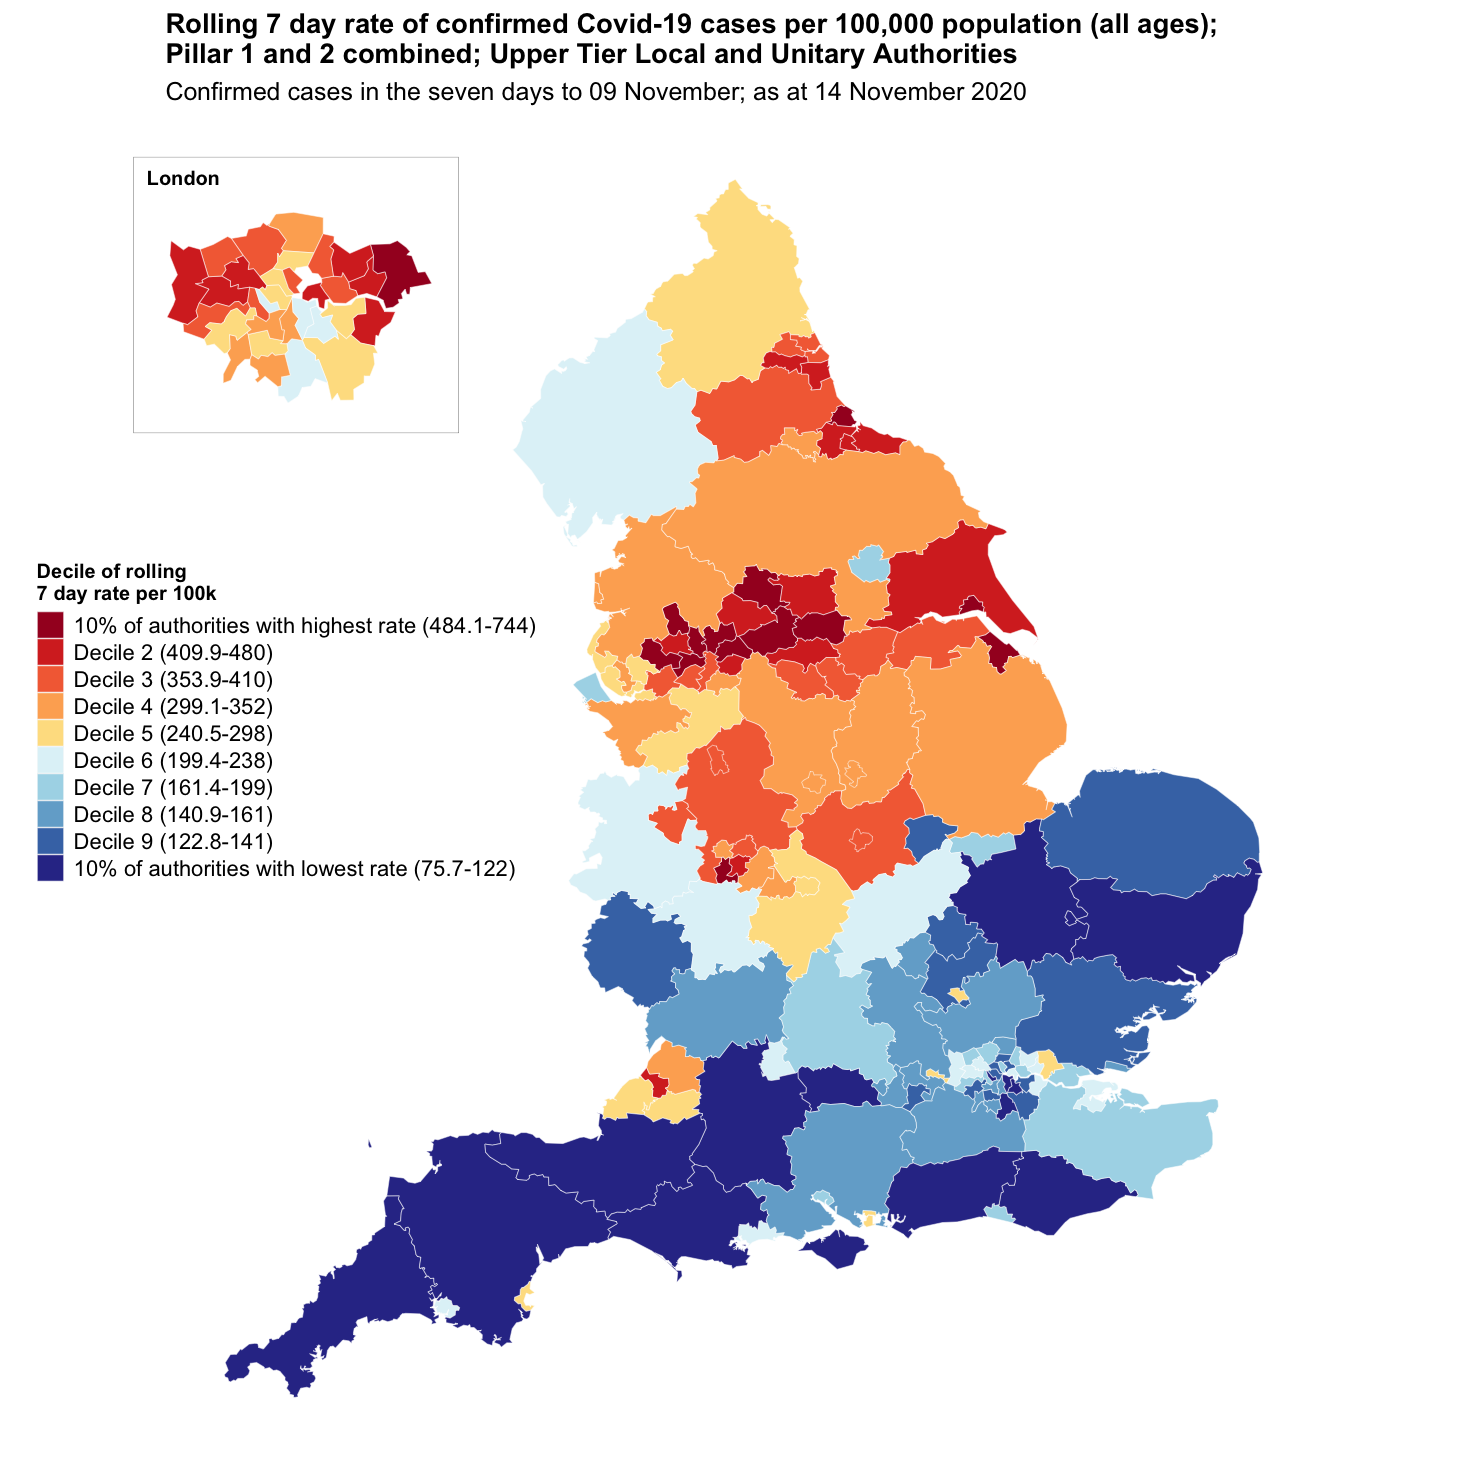 Rolling 7 day rate of confirmed Covid-19 cases per 100,000 population (all ages);
Pillar 1 and 2 combined; Upper Tier Local and Unitary Authorities
Confirmed cases in the seven days to 09 November; as at 14 November 2020
London
Decile of rolling
7 day rate per 100k
10% of authorities with highest rate (484.1-744)
Decile 2 (409.9-480)
Decile 3 (353.9-410)
Decile 4 (299.1-352)
Decile 5 (240.5-298)
Decile 6 (199.4-238)
Decile 7 (161.4-199)
Decile 8 (140.9-161)
Decile 9 (122.8-141)
10% of authorities with lowest rate (75.7-122)